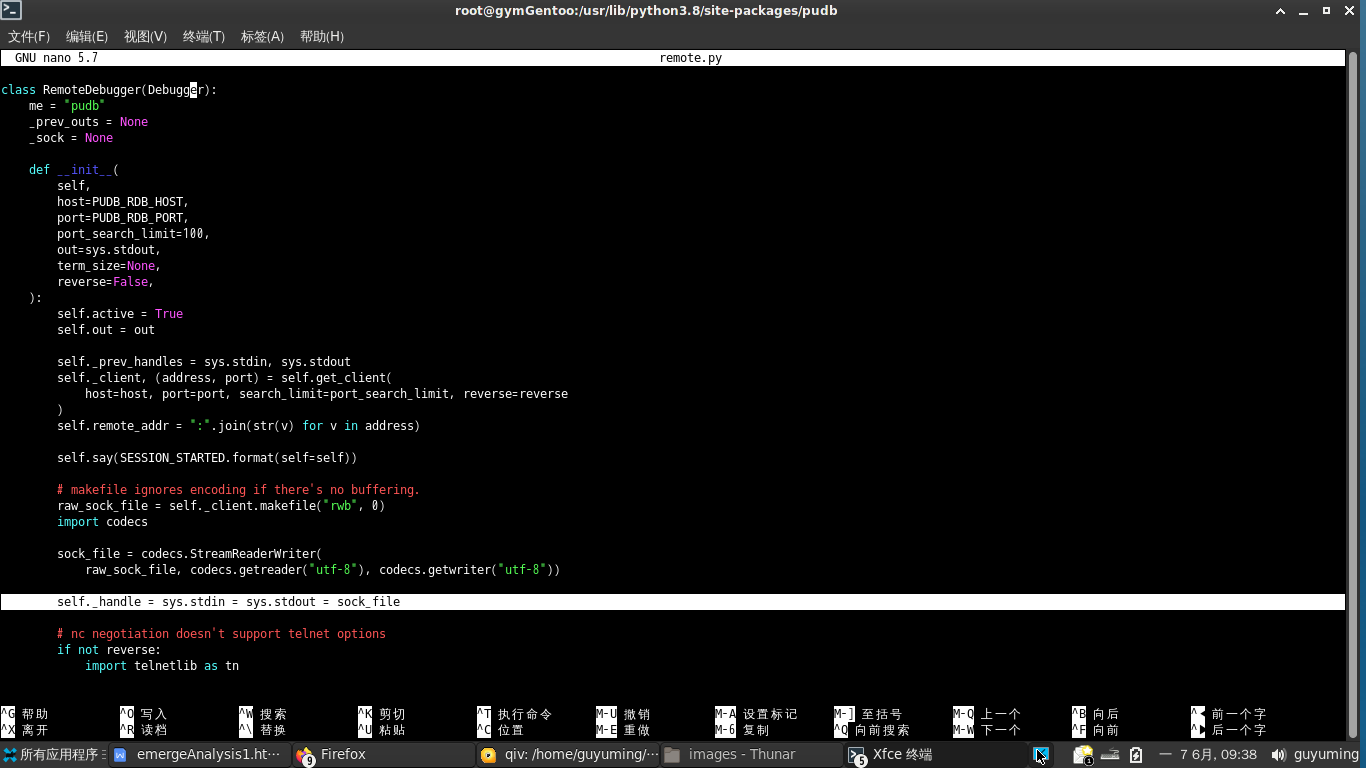 root@gymGentoo:/usr/lib/python3.8/site-packages/pudb
文件(F) 编辑(E) 视图(V) 终端(T) 标签(A) 帮助(H)
GNU nano 5.7 remote.py
class RemoteDebugger(Debugger):
    me = "pudb"
    _prev_outs = None
    _sock = None
    def __init__(
        self,
        host=PUDB_RDB_HOST,
        port=PUDB_RDB_PORT,
        port_search_limit=100,
        out=sys.stdout,
        term_size=None,
        reverse=False,
    ):
        self.active = True
        self.out = out
        self._prev_handles = sys.stdin, sys.stdout
        self._client, (address, port) = self.get_client(
            host=host, port=port, search_limit=port_search_limit, reverse=reverse
        )
        self.remote_addr = ":".join(str(v) for v in address)
        self.say(SESSION_STARTED.format(self=self))
        # makefile ignores encoding if there's no buffering.
        raw_sock_file = self._client.makefile("rwb", 0)
        import codecs
        sock_file = codecs.StreamReaderWriter(
            raw_sock_file, codecs.getreader("utf-8"), codecs.getwriter("utf-8"))
        self._handle = sys.stdin = sys.stdout = sock_file
        # nc negotiation doesn't support telnet options
        if not reverse:
            import telnetlib as tn
^G 帮助 ^O 写入 ^W 搜索 ^K 剪切 ^T 执行命令 M-U 撤销 M-A 设置标记 M-] 至括号 M-Q 上一个 ^B 向后 ^◂ 前一个字
^X 离开 ^R 读档 ^\ 替换 ^U 粘贴 ^C 位置 M-E 重做 M-6 复制 ^Q 向前搜索 M-W 下一个 ^F 向前 ^▸ 后一个字
所有应用程序 emergeAnalysis1.ht··· 9 Firefox qiv: /home/guyuming/··· images - Thunar 5 Xfce 终端 1 一 7 6月, 09:38 guyuming